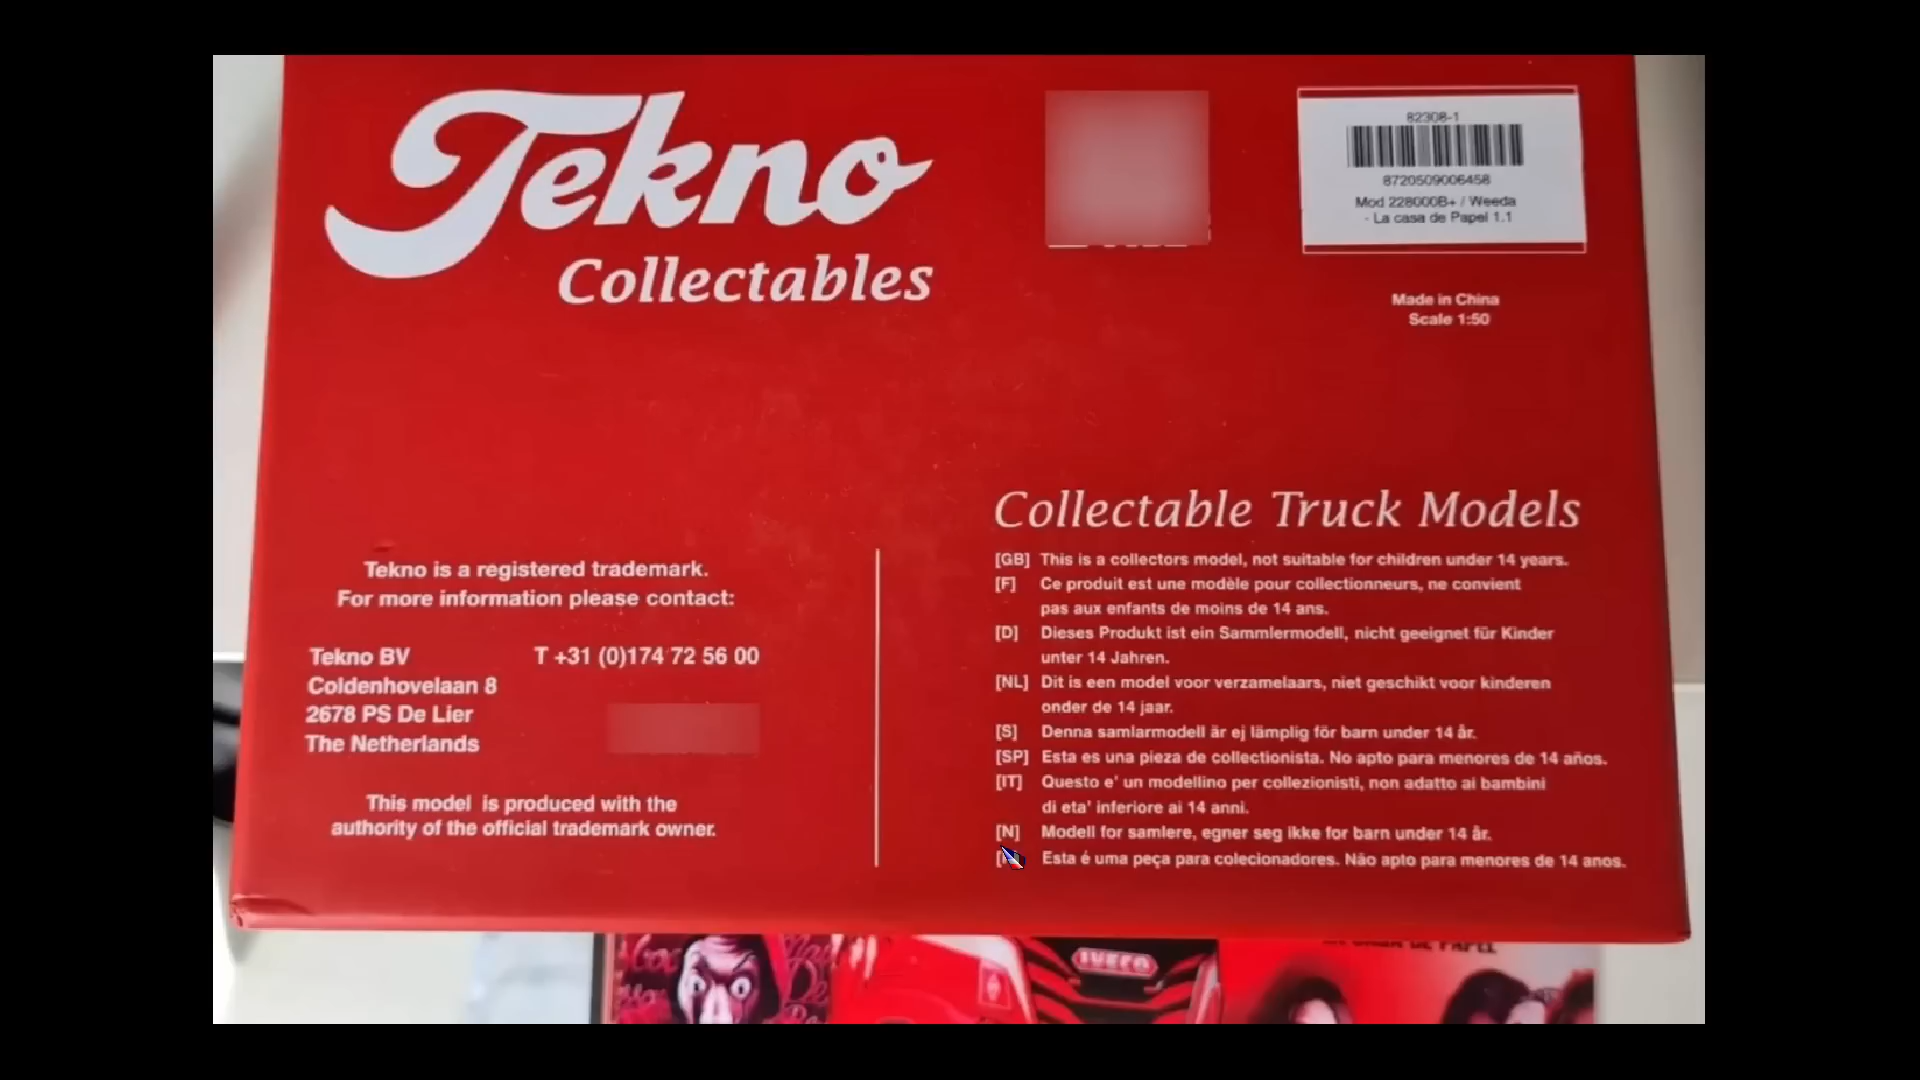 Tekno
Collectables
82308-1
8720509006458
Mod 228000B+ / Weeda
- La casa de Papel 1.1
Made in China
Scale 1:50
Tekno is a registered trademark.
For more information please contact:
Tekno BV T +31 (0)174 72 56 00
Coldenhovelaan 8
2678 PS De Lier
The Netherlands
This model is produced with the
authority of the official trademark owner.
Collectable Truck Models
[GB] This is a collectors model, not suitable for children under 14 years.
[F] Ce produit est une modèle pour collectionneurs, ne convient
pas aux enfants de moins de 14 ans.
[D] Dieses Produkt ist ein Sammlermodell, nicht geeignet für Kinder
unter 14 Jahren.
[NL] Dit is een model voor verzamelaars, niet geschikt voor kinderen
onder de 14 jaar.
[S] Denna samlarmodell är ej lämplig för barn under 14 år.
[SP] Esta es una pieza de collectionista. No apto para menores de 14 años.
[IT] Questo e' un modellino per collezionisti, non adatto ai bambini
di eta' inferiore ai 14 anni.
[N] Modell for samlere, egner seg ikke for barn under 14 år.
Esta é uma peça para colecionadores. Não apto para menores de 14 anos.
IVECO